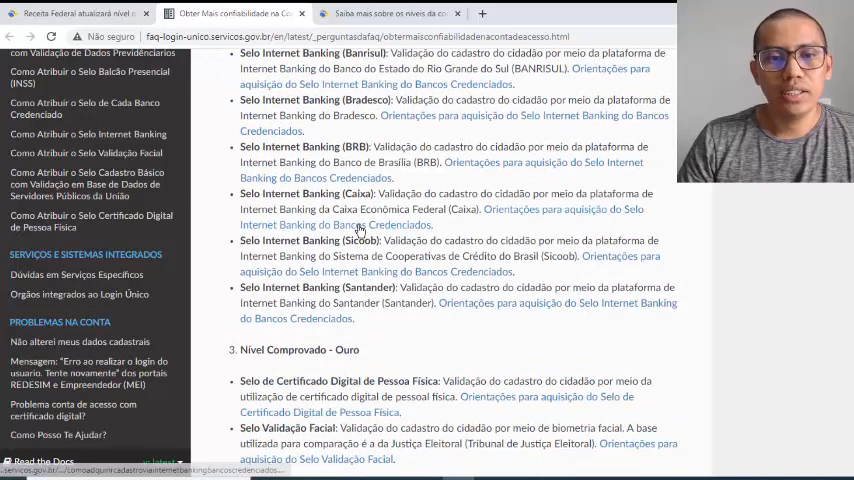 Receita Federal atualizará nível o
Obter Mais confiabilidade na Co
Saiba mais sobre os níveis da co
Não seguro faq-login-unico.servicos.gov.br/en/latest/_perguntasdafaq/obtermaisconfiabilidadenacontadeacesso.html
com Validação de Dados Previdênciarios
Como Atribuir o Selo Balcão Presencial
(INSS)
Como Atribuir o Selo de Cada Banco
Credenciado
Como Atribuir o Selo Internet Banking
Como Atribuir o Selo Validação Facial
Como Atribuir o Selo Cadastro Básico
com Validação em Base de Dados de
Servidores Públicos da União
Como Atribuir o Selo Certificado Digital
de Pessoa Física
SERVIÇOS E SISTEMAS INTEGRADOS
Dúvidas em Serviços Específicos
Orgãos integrados ao Login Único
PROBLEMAS NA CONTA
Não alterei meus dados cadastrais
Mensagem: "Erro ao realizar o login do
usuario. Tente novamente" dos portais
REDESIM e Empreendedor (MEI)
Problema conta de acesso com
certificado digital?
Como Posso Te Ajudar?
Read the Docs
v: latest
Selo Internet Banking (Banrisul): Validação do cadastro do cidadão por meio da plataforma de
Internet Banking do Banco do Estado do Rio Grande do Sul (BANRISUL). Orientações para
aquisição do Selo Internet Banking do Bancos Credenciados.
Selo Internet Banking (Bradesco): Validação do cadastro do cidadão por meio da plataforma de
Internet Banking do Bradesco. Orientações para aquisição do Selo Internet Banking do Bancos
Credenciados.
Selo Internet Banking (BRB): Validação do cadastro do cidadão por meio da plataforma de
Internet Banking do Banco de Brasília (BRB). Orientações para aquisição do Selo Internet
Banking do Bancos Credenciados.
Selo Internet Banking (Caixa): Validação do cadastro do cidadão por meio da plataforma de
Internet Banking da Caixa Econômica Federal (Caixa). Orientações para aquisição do Selo
Internet Banking do Bancos Credenciados.
Selo Internet Banking (Sicoob): Validação do cadastro do cidadão por meio da plataforma de
Internet Banking do Sistema de Cooperativas de Crédito do Brasil (Sicoob). Orientações para
aquisição do Selo Internet Banking do Bancos Credenciados.
Selo Internet Banking (Santander): Validação do cadastro do cidadão por meio da plataforma de
Internet Banking do Santander (Santander). Orientações para aquisição do Selo Internet Banking
do Bancos Credenciados.
3. Nível Comprovado - Ouro
Selo de Certificado Digital de Pessoa Física: Validação do cadastro do cidadão por meio da
utilização de certificado digital de pessoal física. Orientações para aquisição do Selo de
Certificado Digital de Pessoa Física.
Selo Validação Facial: Validação do cadastro do cidadão por meio de biometria facial. A base
utilizada para comparação é a da Justiça Eleitoral (Tribunal de Justiça Eleitoral). Orientações para
aquisição do Selo Validação Facial.